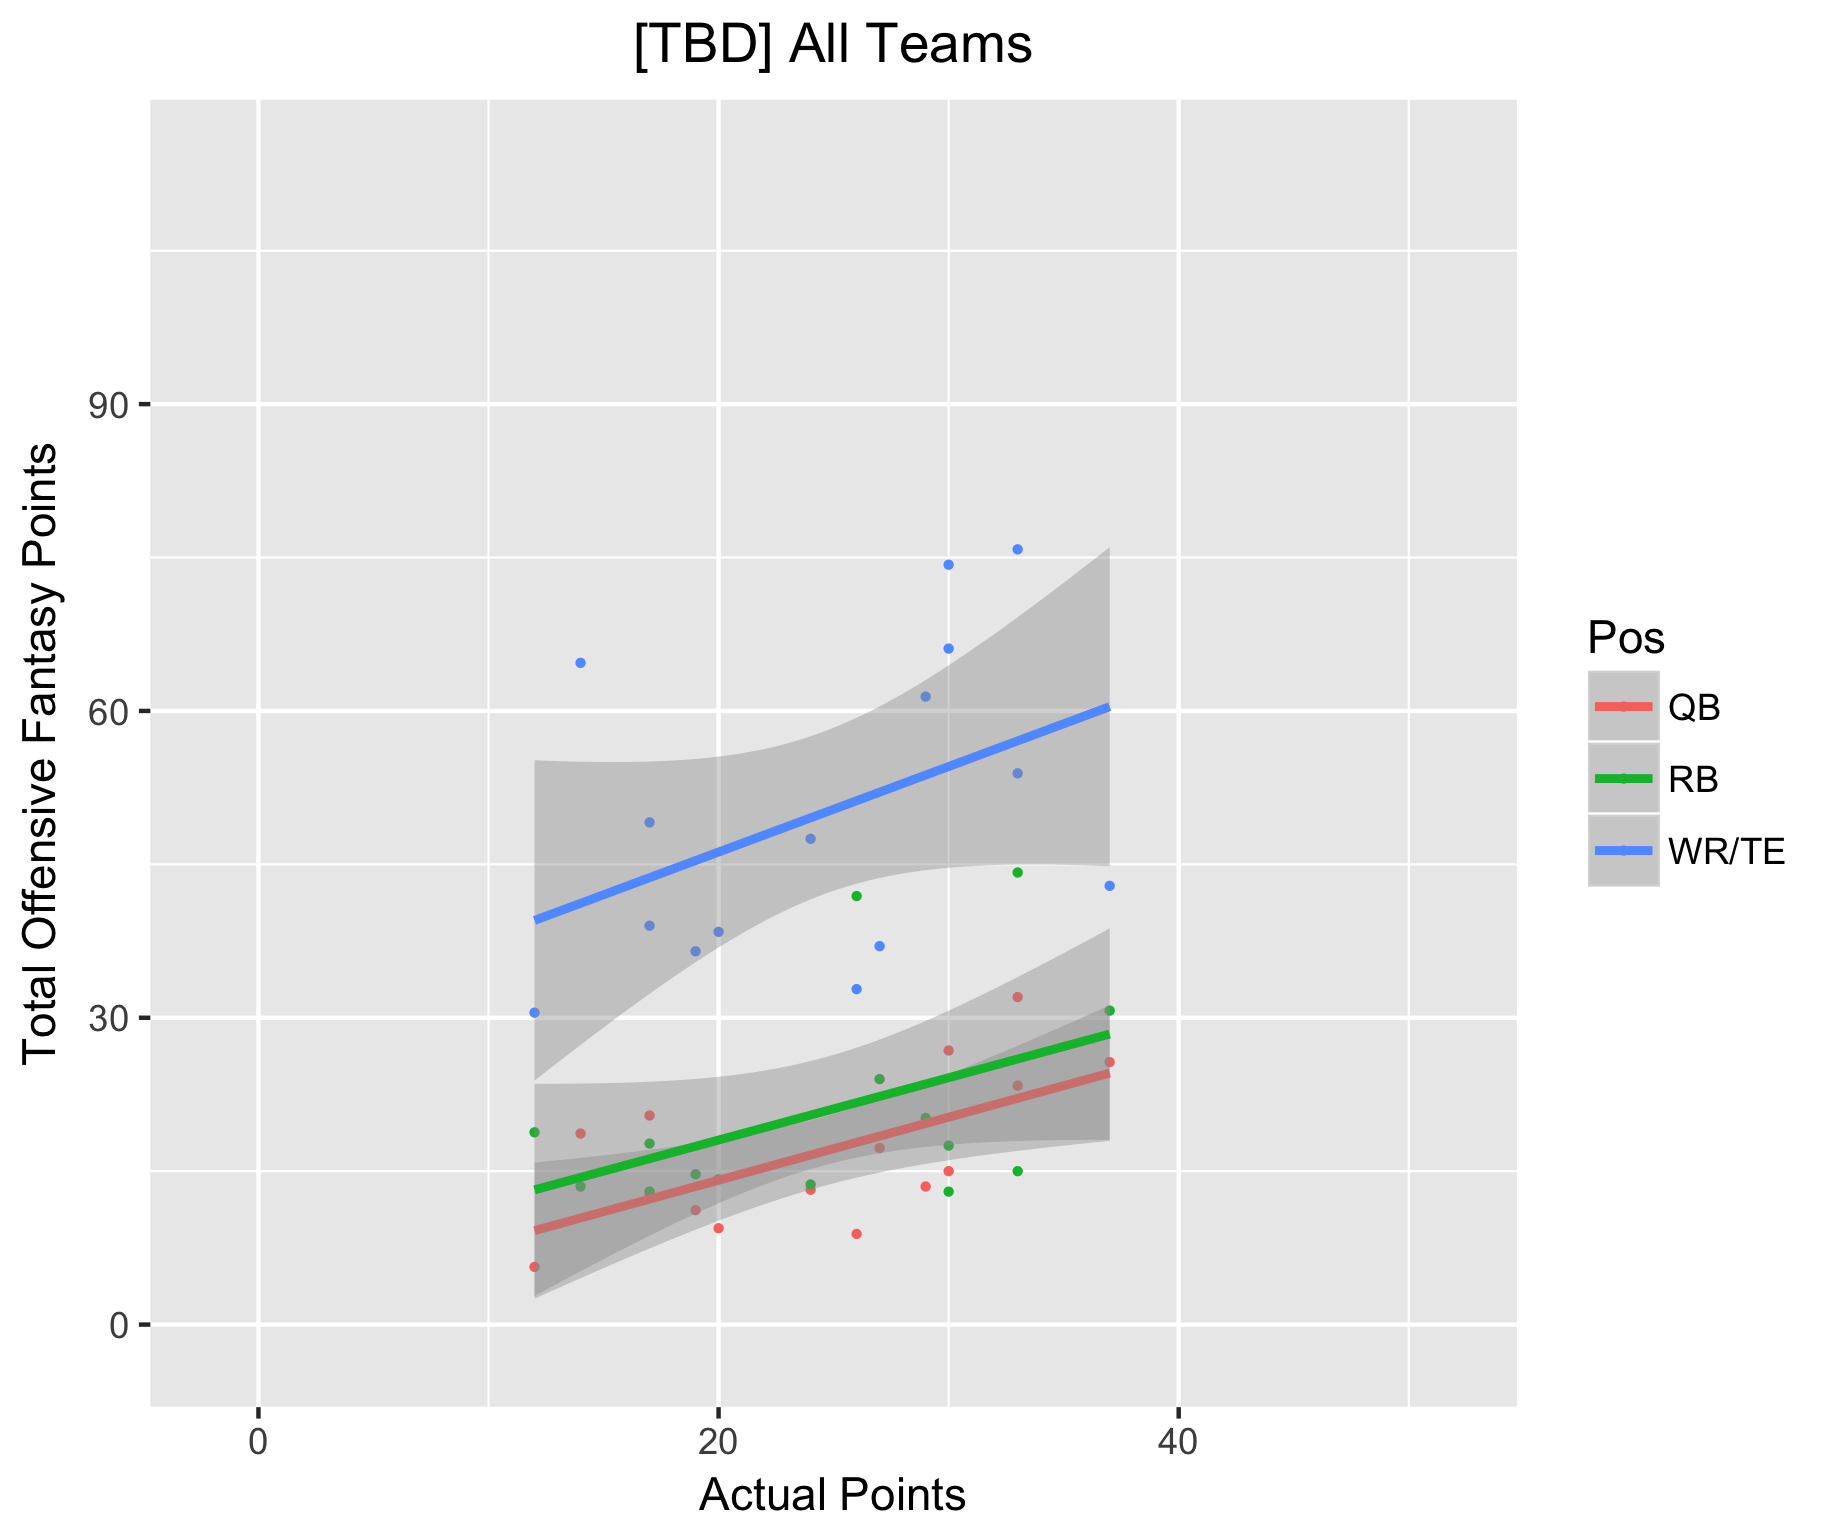 [TBD] All Teams
Total Offensive Fantasy Points
90
60
30
0
0 20 40
Actual Points
Pos
QB
RB
WR/TE